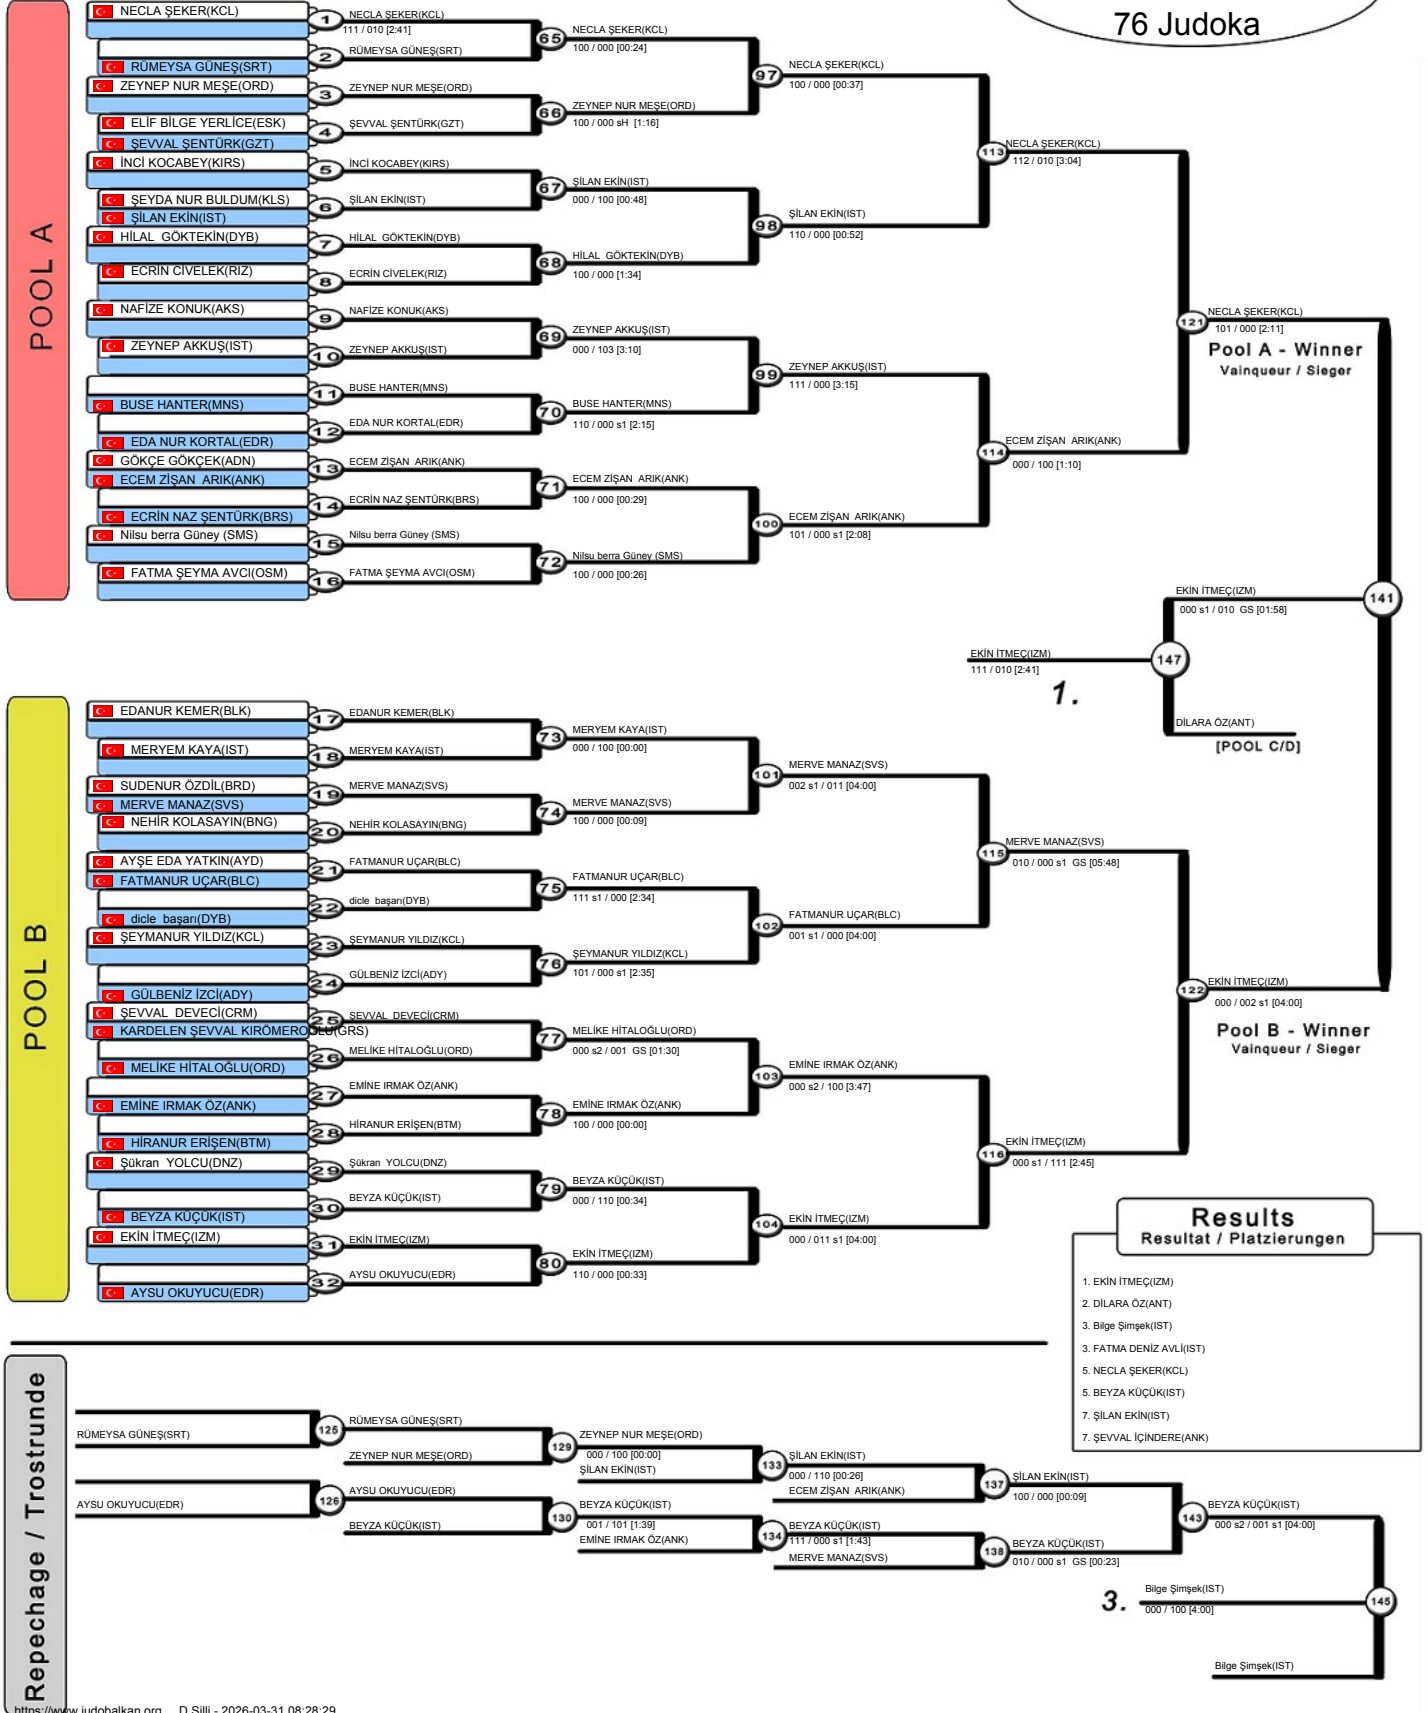 76 Judoka
POOL A
NECLA ŞEKER(KCL)
RÜMEYSA GÜNEŞ(SRT)
ZEYNEP NUR MEŞE(ORD)
ELİF BİLGE YERLİCE(ESK)
ŞEVVAL ŞENTÜRK(GZT)
İNCİ KOCABEY(KIRS)
ŞEYDA NUR BULDUM(KLS)
ŞİLAN EKİN(IST)
HİLAL GÖKTEKİN(DYB)
ECRİN CİVELEK(RIZ)
NAFİZE KONUK(AKS)
ZEYNEP AKKUŞ(IST)
BUSE HANTER(MNS)
EDA NUR KORTAL(EDR)
GÖKÇE GÖKÇEK(ADN)
ECEM ZİŞAN ARIK(ANK)
ECRİN NAZ ŞENTÜRK(BRS)
Nilsu berra Güney (SMS)
FATMA ŞEYMA AVCI(OSM)
1 NECLA ŞEKER(KCL)
111 / 010 [2:41]
2 RÜMEYSA GÜNEŞ(SRT)
3 ZEYNEP NUR MEŞE(ORD)
4 ŞEVVAL ŞENTÜRK(GZT)
5 İNCİ KOCABEY(KIRS)
6 ŞİLAN EKİN(IST)
7 HİLAL GÖKTEKİN(DYB)
8 ECRİN CİVELEK(RIZ)
9 NAFİZE KONUK(AKS)
10 ZEYNEP AKKUŞ(IST)
11 BUSE HANTER(MNS)
12 EDA NUR KORTAL(EDR)
13 ECEM ZİŞAN ARIK(ANK)
14 ECRİN NAZ ŞENTÜRK(BRS)
15 Nilsu berra Güney (SMS)
16 FATMA ŞEYMA AVCI(OSM)
65 NECLA ŞEKER(KCL)
100 / 000 [00:24]
66 ZEYNEP NUR MEŞE(ORD)
100 / 000 sH [1:16]
67 ŞİLAN EKİN(IST)
000 / 100 [00:48]
68 HİLAL GÖKTEKİN(DYB)
100 / 000 [1:34]
69 ZEYNEP AKKUŞ(IST)
000 / 103 [3:10]
70 BUSE HANTER(MNS)
110 / 000 s1 [2:15]
71 ECEM ZİŞAN ARIK(ANK)
100 / 000 [00:29]
72 Nilsu berra Güney (SMS)
100 / 000 [00:26]
97 NECLA ŞEKER(KCL)
100 / 000 [00:37]
98 ŞİLAN EKİN(IST)
110 / 000 [00:52]
99 ZEYNEP AKKUŞ(IST)
111 / 000 [3:15]
100 ECEM ZİŞAN ARIK(ANK)
101 / 000 s1 [2:08]
113 NECLA ŞEKER(KCL)
112 / 010 [3:04]
114 ECEM ZİŞAN ARIK(ANK)
000 / 100 [1:10]
121 NECLA ŞEKER(KCL)
101 / 000 [2:11]
Pool A - Winner
Vainqueur / Sieger
EKİN İTMEÇ(IZM)
141
000 s1 / 010 GS [01:58]
EKİN İTMEÇ(IZM)
147
111 / 010 [2:41]
1.
DİLARA ÖZ(ANT)
[POOL C/D]
POOL B
EDANUR KEMER(BLK)
MERYEM KAYA(IST)
SUDENUR ÖZDİL(BRD)
MERVE MANAZ(SVS)
NEHİR KOLASAYIN(BNG)
AYŞE EDA YATKIN(AYD)
FATMANUR UÇAR(BLC)
dicle başarı(DYB)
ŞEYMANUR YILDIZ(KCL)
GÜLBENİZ İZCİ(ADY)
ŞEVVAL DEVECİ(CRM)
KARDELEN ŞEVVAL KIRÖMEROĞLU(GRS)
MELİKE HİTALOĞLU(ORD)
EMİNE IRMAK ÖZ(ANK)
HİRANUR ERİŞEN(BTM)
Şükran YOLCU(DNZ)
BEYZA KÜÇÜK(IST)
EKİN İTMEÇ(IZM)
AYSU OKUYUCU(EDR)
17 EDANUR KEMER(BLK)
18 MERYEM KAYA(IST)
19 MERVE MANAZ(SVS)
20 NEHİR KOLASAYIN(BNG)
21 FATMANUR UÇAR(BLC)
22 dicle başarı(DYB)
23 ŞEYMANUR YILDIZ(KCL)
24 GÜLBENİZ İZCİ(ADY)
25 ŞEVVAL DEVECİ(CRM)
26 MELİKE HİTALOĞLU(ORD)
27 EMİNE IRMAK ÖZ(ANK)
28 HİRANUR ERİŞEN(BTM)
29 Şükran YOLCU(DNZ)
30 BEYZA KÜÇÜK(IST)
31 EKİN İTMEÇ(IZM)
32 AYSU OKUYUCU(EDR)
73 MERYEM KAYA(IST)
000 / 100 [00:00]
74 MERVE MANAZ(SVS)
100 / 000 [00:09]
75 FATMANUR UÇAR(BLC)
111 s1 / 000 [2:34]
76 ŞEYMANUR YILDIZ(KCL)
101 / 000 s1 [2:35]
77 MELİKE HİTALOĞLU(ORD)
000 s2 / 001 GS [01:30]
78 EMİNE IRMAK ÖZ(ANK)
100 / 000 [00:00]
79 BEYZA KÜÇÜK(IST)
000 / 110 [00:34]
80 EKİN İTMEÇ(IZM)
110 / 000 [00:33]
101 MERVE MANAZ(SVS)
002 s1 / 011 [04:00]
102 FATMANUR UÇAR(BLC)
001 s1 / 000 [04:00]
103 EMİNE IRMAK ÖZ(ANK)
000 s2 / 100 [3:47]
104 EKİN İTMEÇ(IZM)
000 / 011 s1 [04:00]
115 MERVE MANAZ(SVS)
010 / 000 s1 GS [05:48]
116 EKİN İTMEÇ(IZM)
000 s1 / 111 [2:45]
122 EKİN İTMEÇ(IZM)
000 / 002 s1 [04:00]
Pool B - Winner
Vainqueur / Sieger
Results
Resultat / Platzierungen
1. EKİN İTMEÇ(IZM)
2. DİLARA ÖZ(ANT)
3. Bilge Şimşek(IST)
3. FATMA DENİZ AVLİ(IST)
5. NECLA ŞEKER(KCL)
5. BEYZA KÜÇÜK(IST)
7. ŞİLAN EKİN(IST)
7. ŞEVVAL İÇİNDERE(ANK)
Repechage / Trostrunde
RÜMEYSA GÜNEŞ(SRT)
AYSU OKUYUCU(EDR)
125 RÜMEYSA GÜNEŞ(SRT)
ZEYNEP NUR MEŞE(ORD)
126 AYSU OKUYUCU(EDR)
BEYZA KÜÇÜK(IST)
129 ZEYNEP NUR MEŞE(ORD)
000 / 100 [00:00]
ŞİLAN EKİN(IST)
130 BEYZA KÜÇÜK(IST)
001 / 101 [1:39]
EMİNE IRMAK ÖZ(ANK)
133 ŞİLAN EKİN(IST)
000 / 110 [00:26]
ECEM ZİŞAN ARIK(ANK)
134 BEYZA KÜÇÜK(IST)
111 / 000 s1 [1:43]
MERVE MANAZ(SVS)
137 ŞİLAN EKİN(IST)
100 / 000 [00:09]
138 BEYZA KÜÇÜK(IST)
010 / 000 s1 GS [00:23]
143 BEYZA KÜÇÜK(IST)
000 s2 / 001 s1 [04:00]
3. Bilge Şimşek(IST)
145
000 / 100 [4:00]
Bilge Şimşek(IST)
https://www.judobalkan.org D.Silli - 2026-03-31 08:28:29